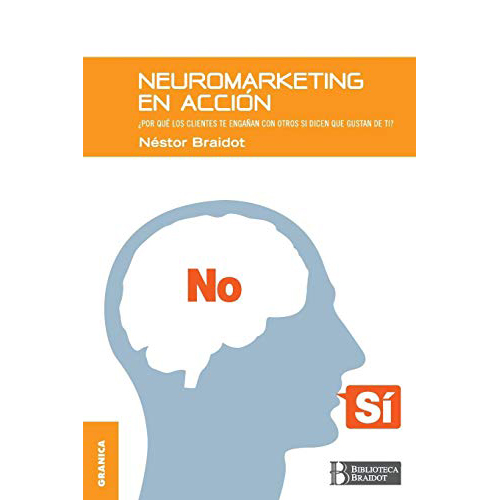 NEUROMARKETING
EN ACCIÓN
¿POR QUÉ LOS CLIENTES TE ENGAÑAN CON OTROS SI DICEN QUE GUSTAN DE TI?
Néstor Braidot
No
Sí
GRANICA
B BIBLIOTECA
BRAIDOT